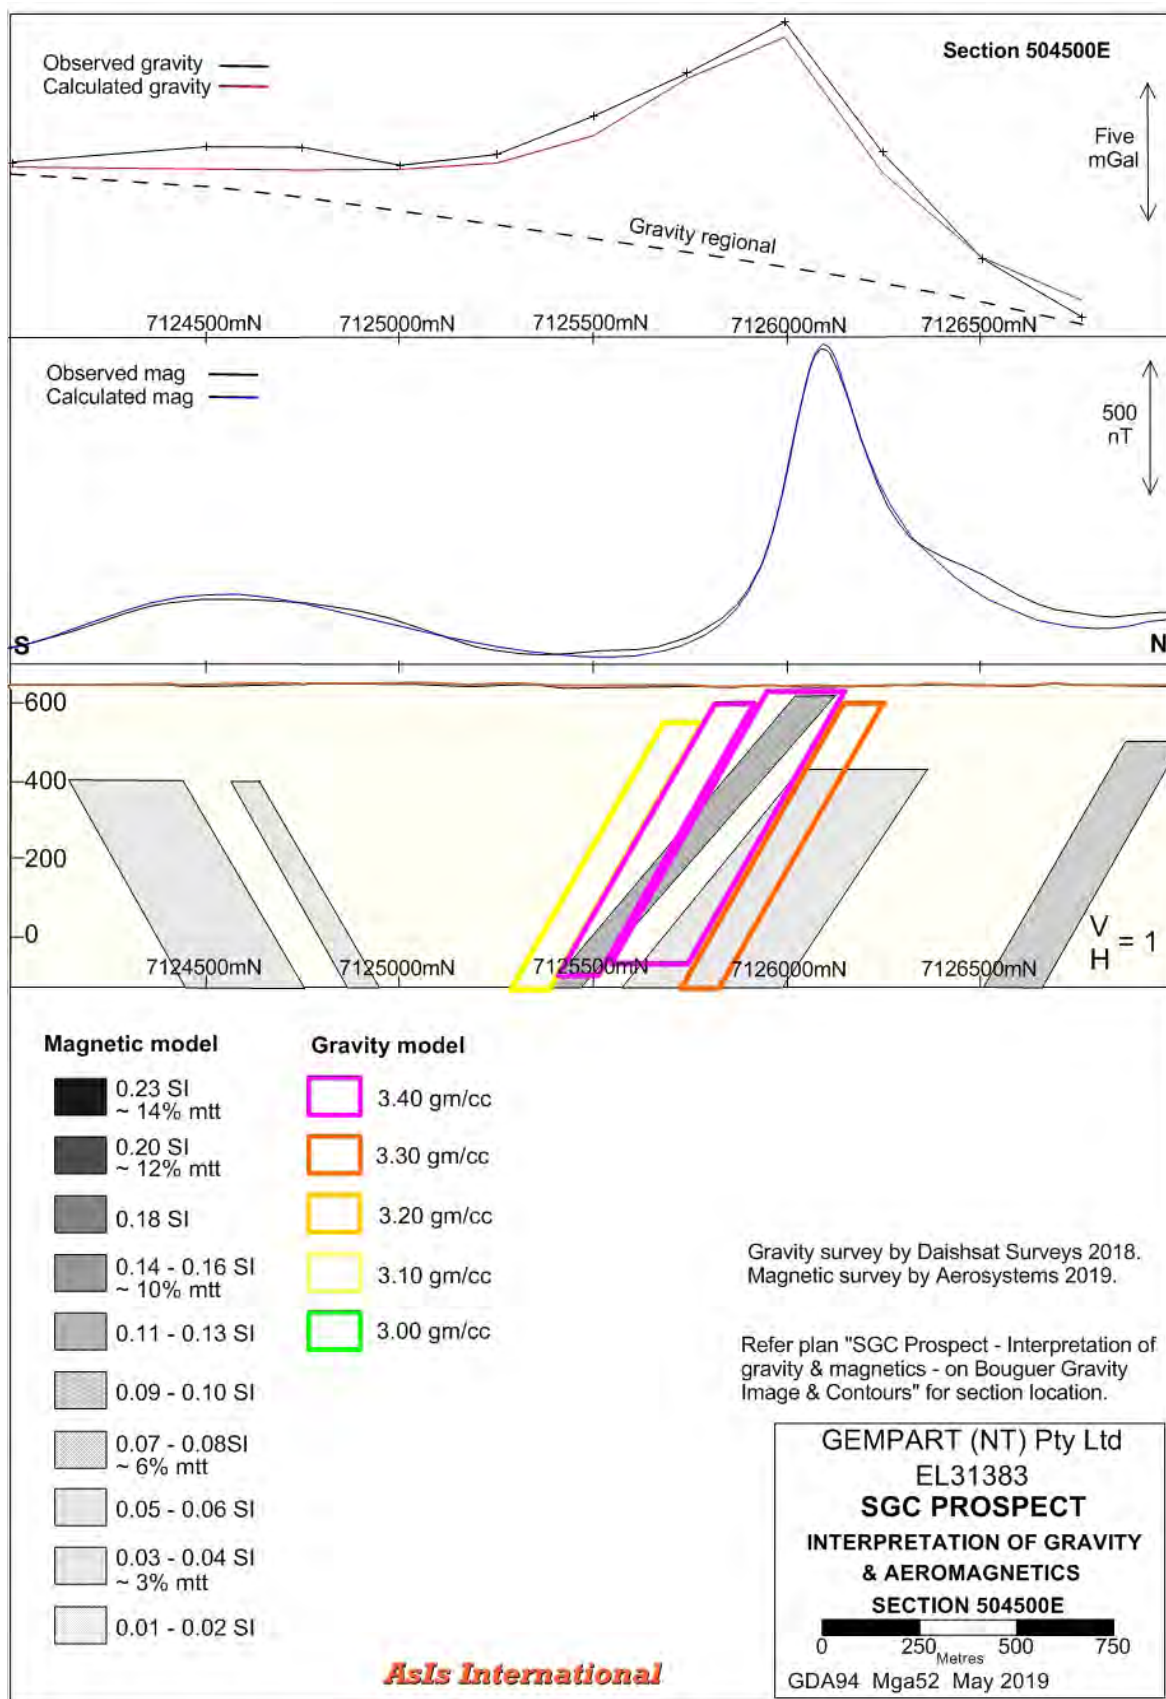 Section 504500E
Observed gravity
Calculated gravity
Five
mGal
Gravity regional
7124500mN 7125000mN 7125500mN 7126000mN 7126500mN
Observed mag
Calculated mag
500
nT
S N
600
400
200
0
V
H = 1
7124500mN 7125000mN 7125500mN 7126000mN 7126500mN
Magnetic model
0.23 SI
~ 14% mtt
0.20 SI
~ 12% mtt
0.18 SI
0.14 - 0.16 SI
~ 10% mtt
0.11 - 0.13 SI
0.09 - 0.10 SI
0.07 - 0.08SI
~ 6% mtt
0.05 - 0.06 SI
0.03 - 0.04 SI
~ 3% mtt
0.01 - 0.02 SI
Gravity model
3.40 gm/cc
3.30 gm/cc
3.20 gm/cc
3.10 gm/cc
3.00 gm/cc
Gravity survey by Daishsat Surveys 2018.
Magnetic survey by Aerosystems 2019.
Refer plan "SGC Prospect - Interpretation of
gravity & magnetics - on Bouguer Gravity
Image & Contours" for section location.
GEMPART (NT) Pty Ltd
EL31383
SGC PROSPECT
INTERPRETATION OF GRAVITY
& AEROMAGNETICS
SECTION 504500E
0 250 500 750
Metres
GDA94 Mga52 May 2019
AsIs International